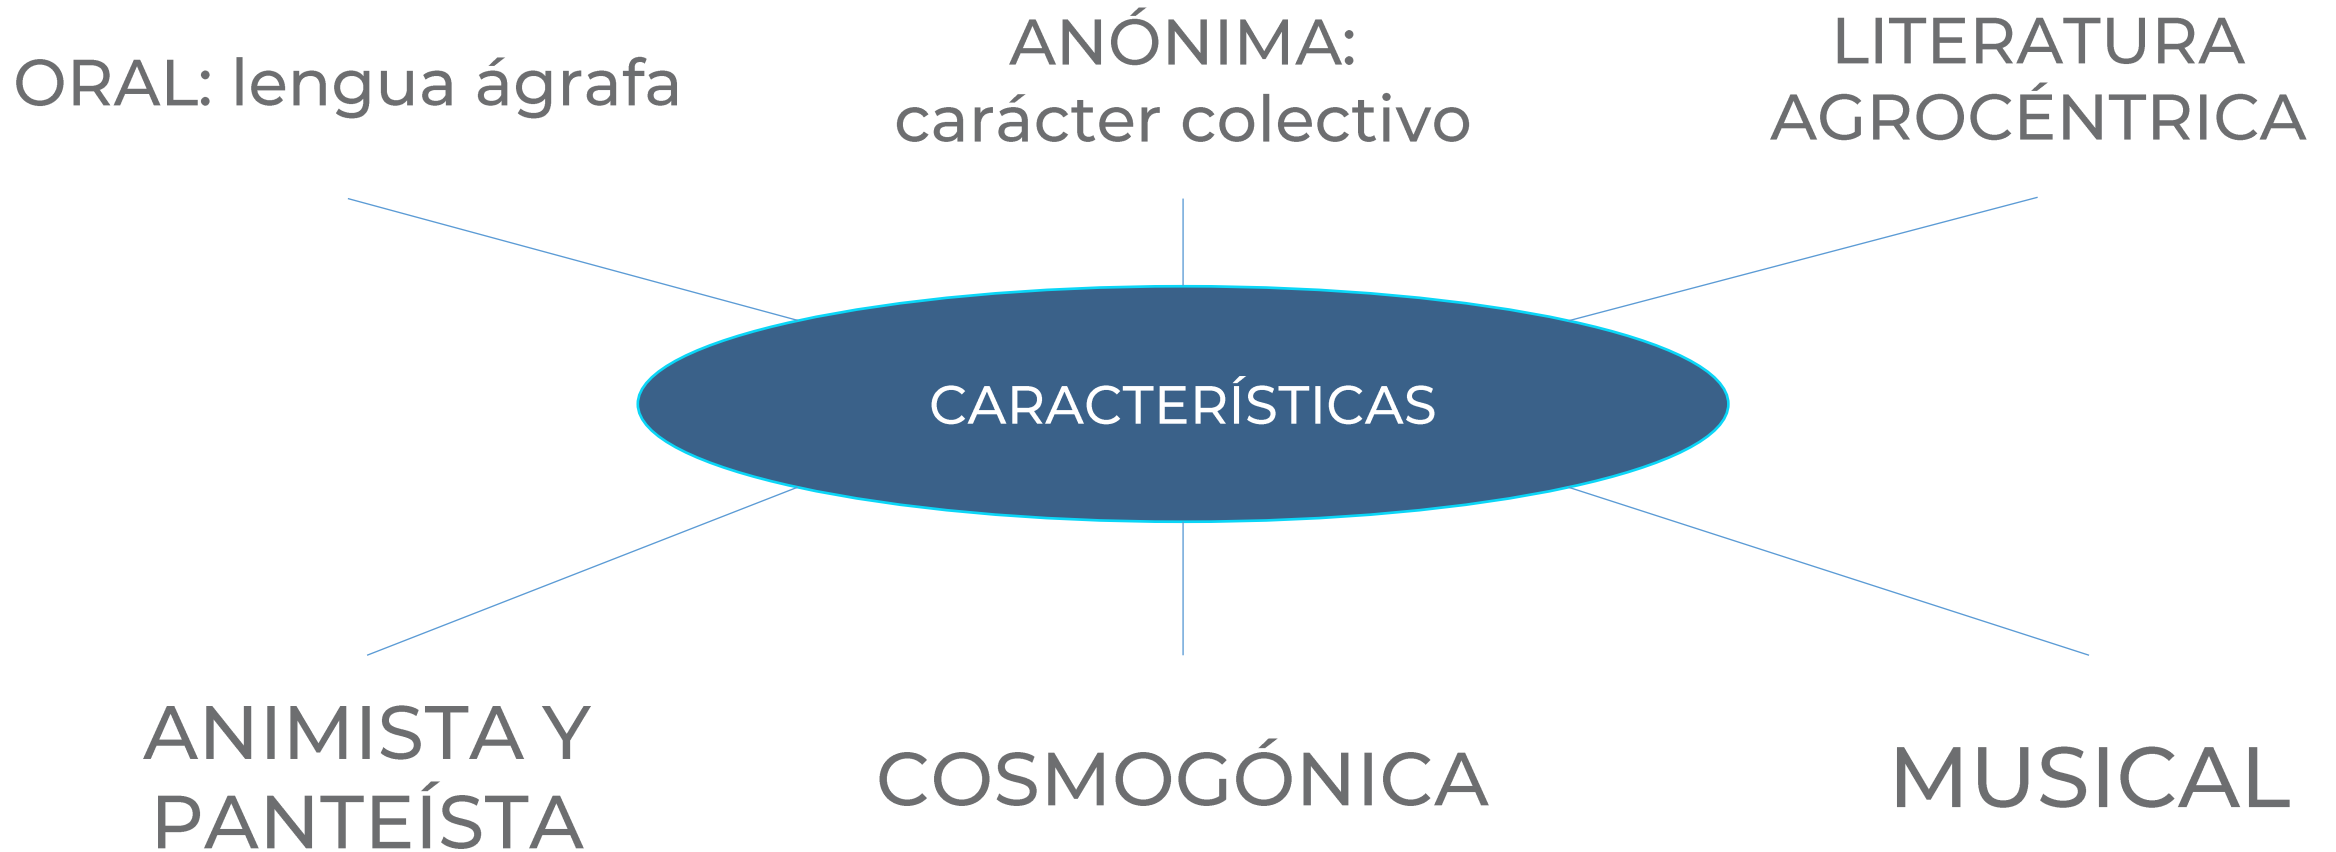 ORAL: lengua ágrafa
ANÓNIMA:
carácter colectivo
LITERATURA
AGROCÉNTRICA
CARACTERÍSTICAS
ANIMISTA Y
PANTEÍSTA
COSMOGÓNICA
MUSICAL